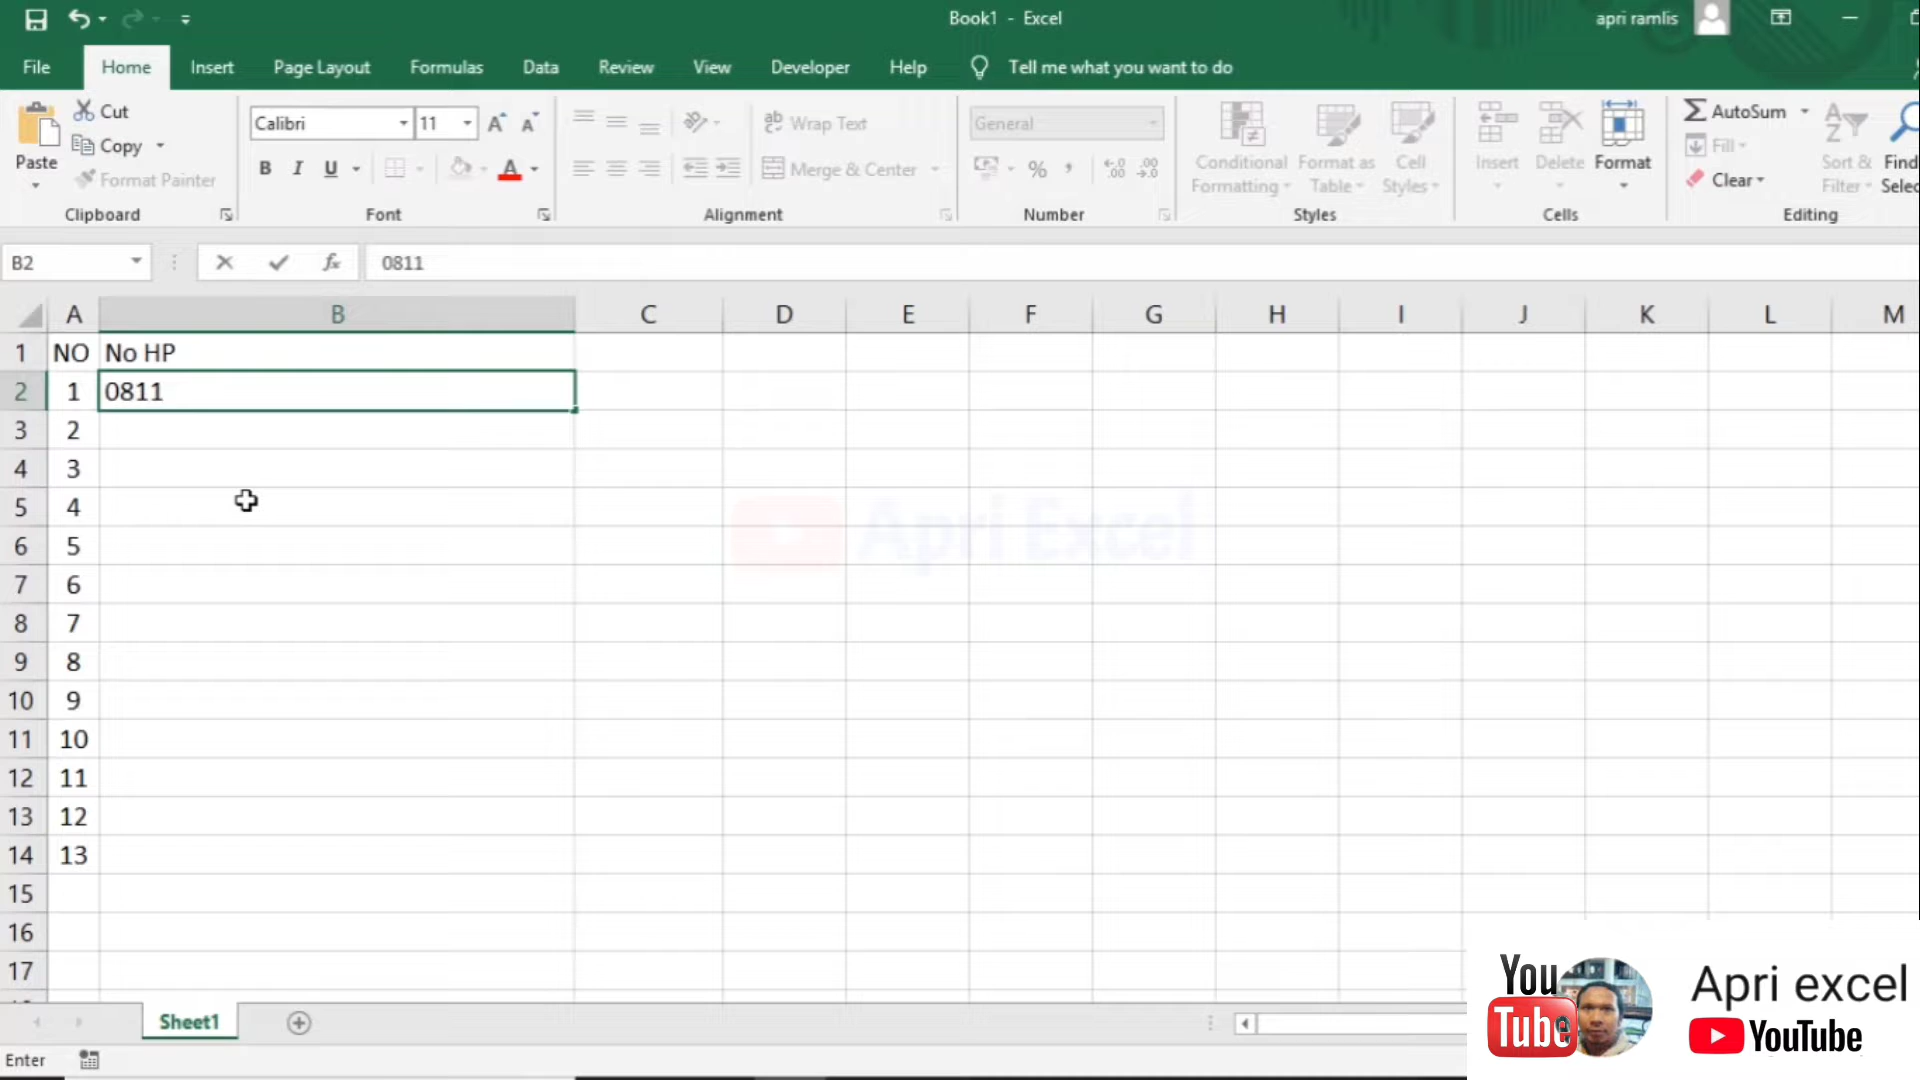 Book1 - Excel
apri ramlis
File Home Insert Page Layout Formulas Data Review View Developer Help Tell me what you want to do
Paste
Cut
Copy
Format Painter
Clipboard
Calibri 11
B I U A
Font
Wrap Text
Merge & Center
Alignment
General
% ,
Number
Conditional Formatting
Format as Table
Cell Styles
Styles
Insert Delete Format
Cells
AutoSum
Fill
Clear
Sort & Filter
Find
Selec
Editing
B2 fx 0811
A B C D E F G H I J K L M
1 NO No HP
2 1 0811
3 2
4 3
5 4
6 5
7 6
8 7
9 8
10 9
11 10
12 11
13 12
14 13
15
16
17
Apri Excel
Sheet1
Enter
You Tube
Apri excel
YouTube